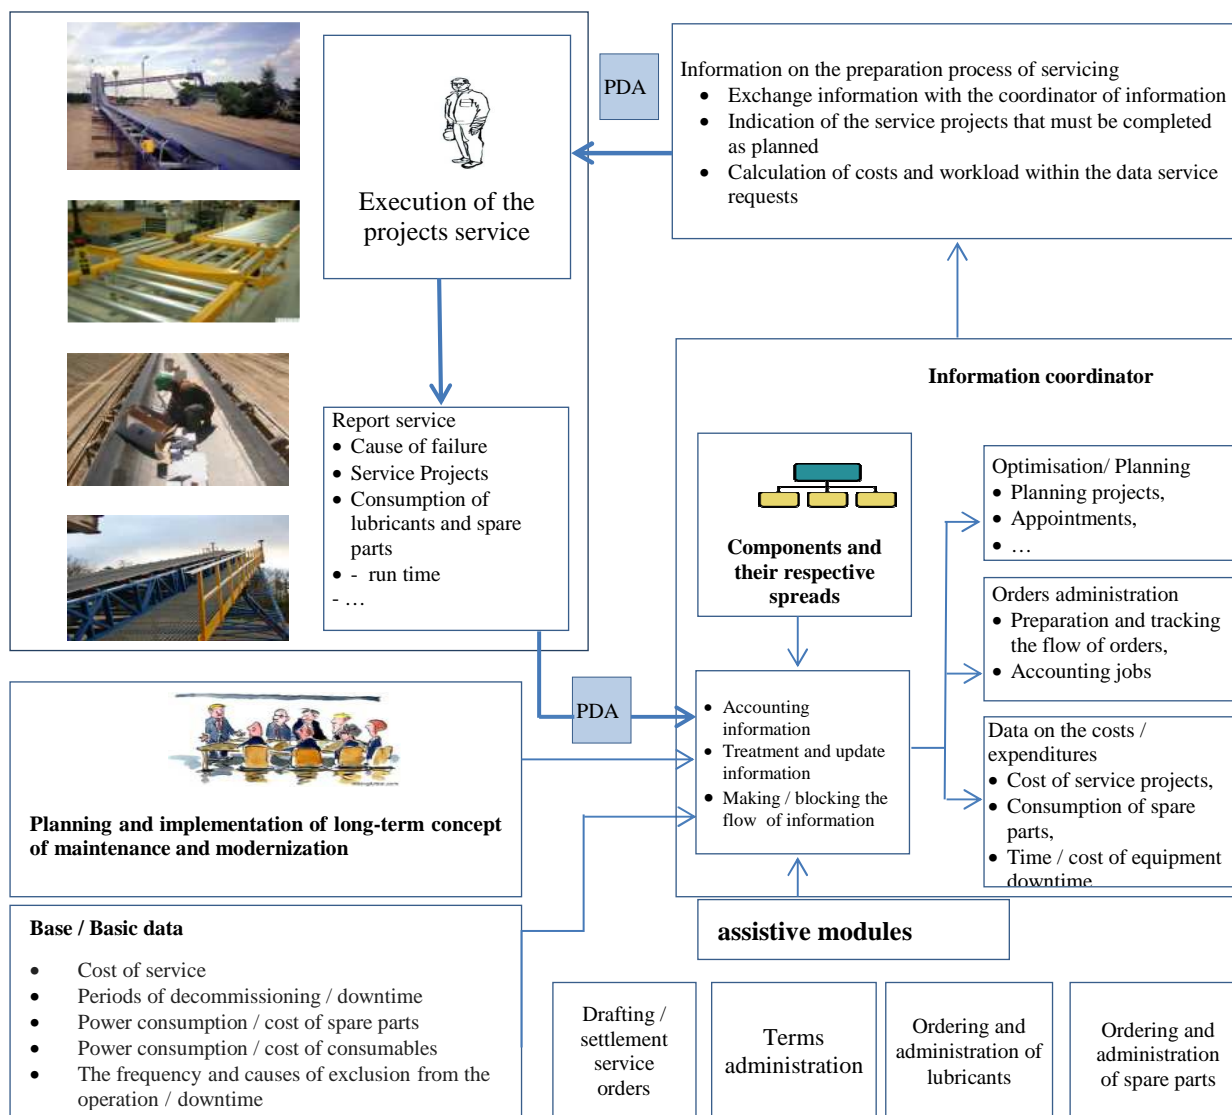 PDA
Information on the preparation process of servicing
• Exchange information with the coordinator of information
• Indication of the service projects that must be completed
as planned
• Calculation of costs and workload within the data service
requests
Execution of the
projects service
Report service
• Cause of failure
• Service Projects
• Consumption of
lubricants and spare
parts
• - run time
- …
Information coordinator
Components and
their respective
spreads
Optimisation/ Planning
• Planning projects,
• Appointments,
• …
Orders administration
• Preparation and tracking
the flow of orders,
• Accounting jobs
PDA
• Accounting
information
• Treatment and update
information
• Making / blocking the
flow of information
Data on the costs /
expenditures
• Cost of service projects,
• Consumption of spare
parts,
• Time / cost of equipment
downtime
Planning and implementation of long-term concept
of maintenance and modernization
Base / Basic data
• Cost of service
• Periods of decommissioning / downtime
• Power consumption / cost of spare parts
• Power consumption / cost of consumables
• The frequency and causes of exclusion from the
operation / downtime
assistive modules
Drafting /
settlement
service
orders
Terms
administration
Ordering and
administration of
lubricants
Ordering and
administration
of spare parts